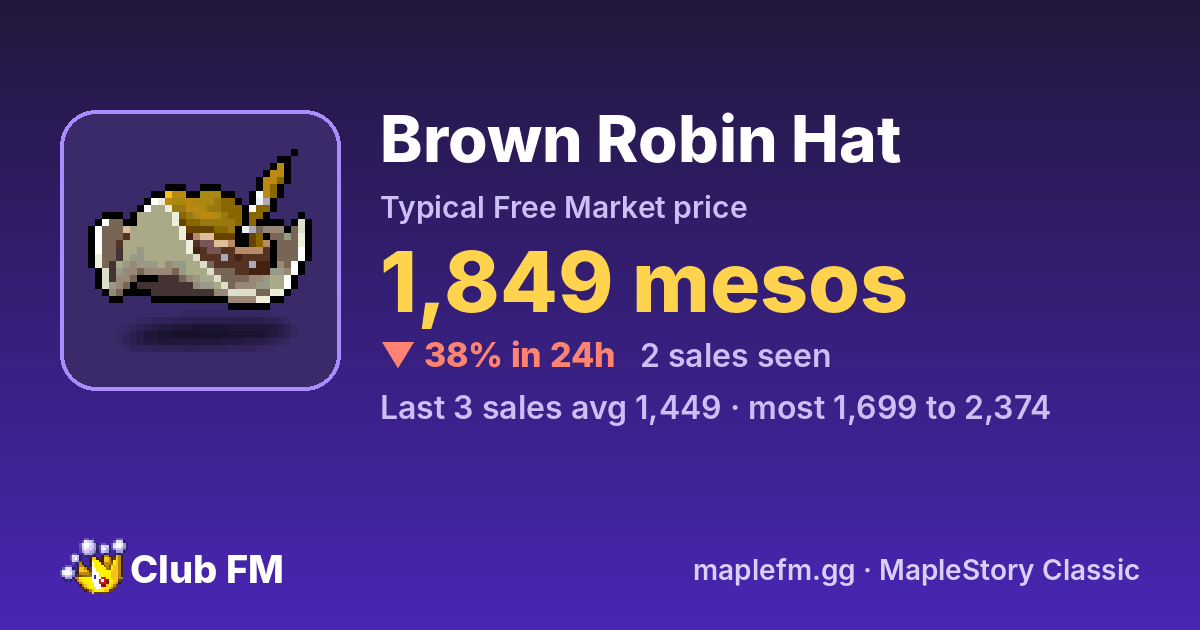 Brown Robin Hat
Typical Free Market price
1,849 mesos
▼ 38% in 24h 2 sales seen
Last 3 sales avg 1,449 · most 1,699 to 2,374
Club FM
maplefm.gg · MapleStory Classic